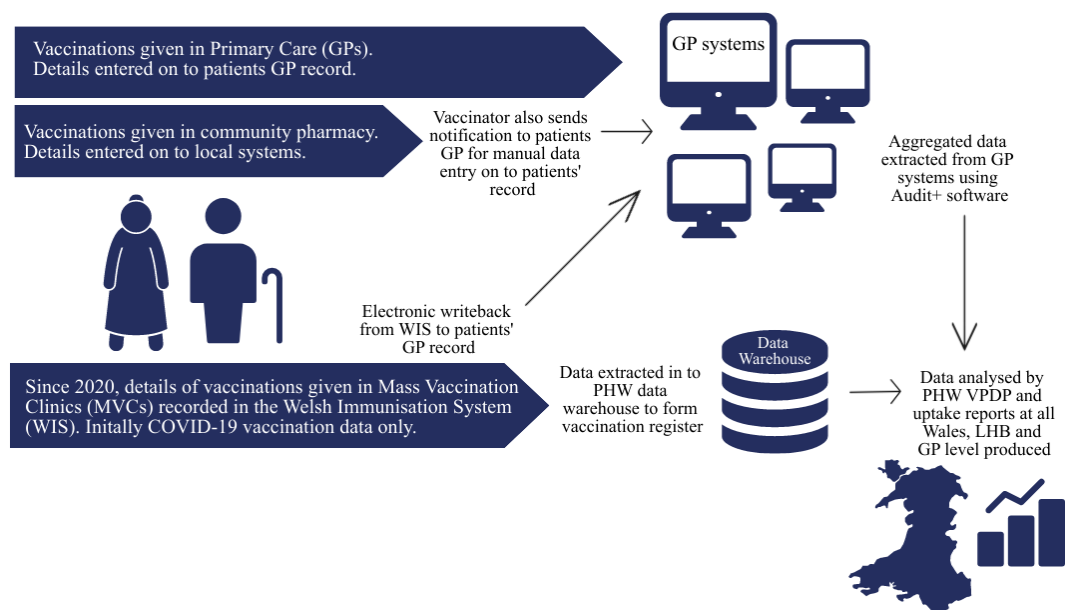 Vaccinations given in Primary Care (GPs).
Details entered on to patients GP record.
GP systems
Vaccinations given in community pharmacy.
Details entered on to local systems.
Vaccinator also sends
notification to patients
GP for manual data
entry on to patients'
record
Aggregated data
extracted from GP
systems using
Audit+ software
Electronic writeback
from WIS to patients'
GP record
Since 2020, details of vaccinations given in Mass Vaccination
Clinics (MVCs) recorded in the Welsh Immunisation System
(WIS). Initally COVID-19 vaccination data only.
Data extracted in to
PHW data
warehouse to form
vaccination register
Data
Warehouse
Data analysed by
PHW VPDP and
uptake reports at all
Wales, LHB and
GP level produced